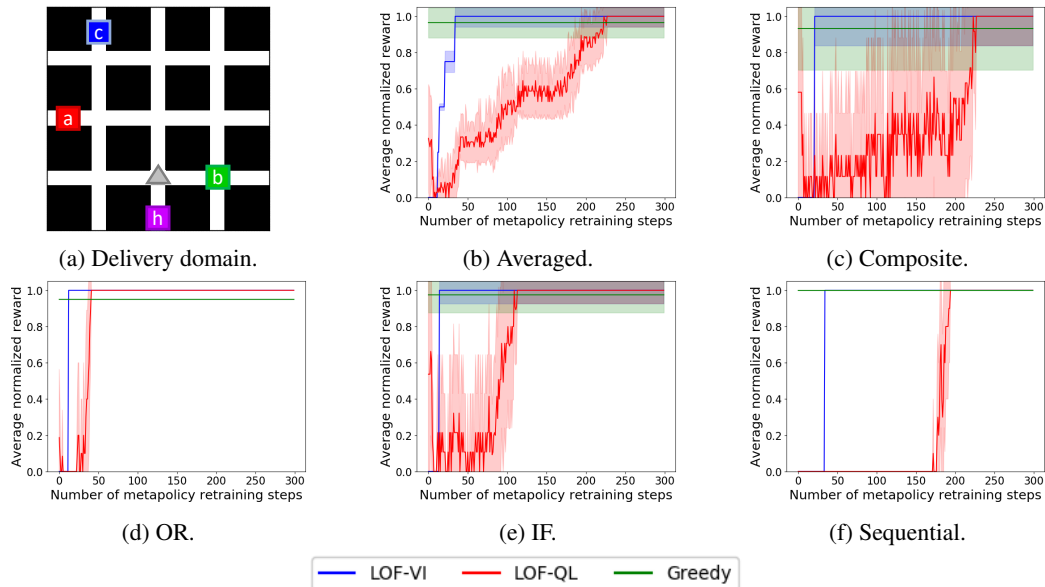 c
a
b
h
(a) Delivery domain.
Average normalized reward
1.0
0.8
0.6
0.4
0.2
0.0
0 50 100 150 200 250 300
Number of metapolicy retraining steps
(b) Averaged.
Average normalized reward
1.0
0.8
0.6
0.4
0.2
0.0
0 50 100 150 200 250 300
Number of metapolicy retraining steps
(c) Composite.
Average normalized reward
1.0
0.8
0.6
0.4
0.2
0.0
0 50 100 150 200 250 300
Number of metapolicy retraining steps
(d) OR.
Average normalized reward
1.0
0.8
0.6
0.4
0.2
0.0
0 50 100 150 200 250 300
Number of metapolicy retraining steps
(e) IF.
Average normalized reward
1.0
0.8
0.6
0.4
0.2
0.0
0 50 100 150 200 250 300
Number of metapolicy retraining steps
(f) Sequential.
LOF-VI LOF-QL Greedy